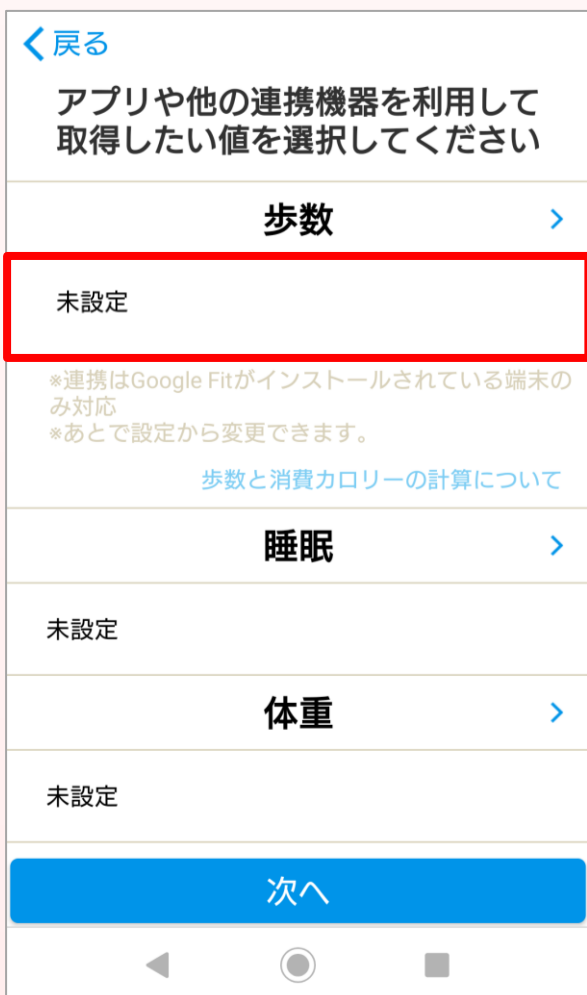 戻る
アプリや他の連携機器を利用して
取得したい値を選択してください
歩数
未設定
※連携はGoogle Fitがインストールされている端末の
み対応
※あとで設定から変更できます。
歩数と消費カロリーの計算について
睡眠
未設定
体重
未設定
次へ